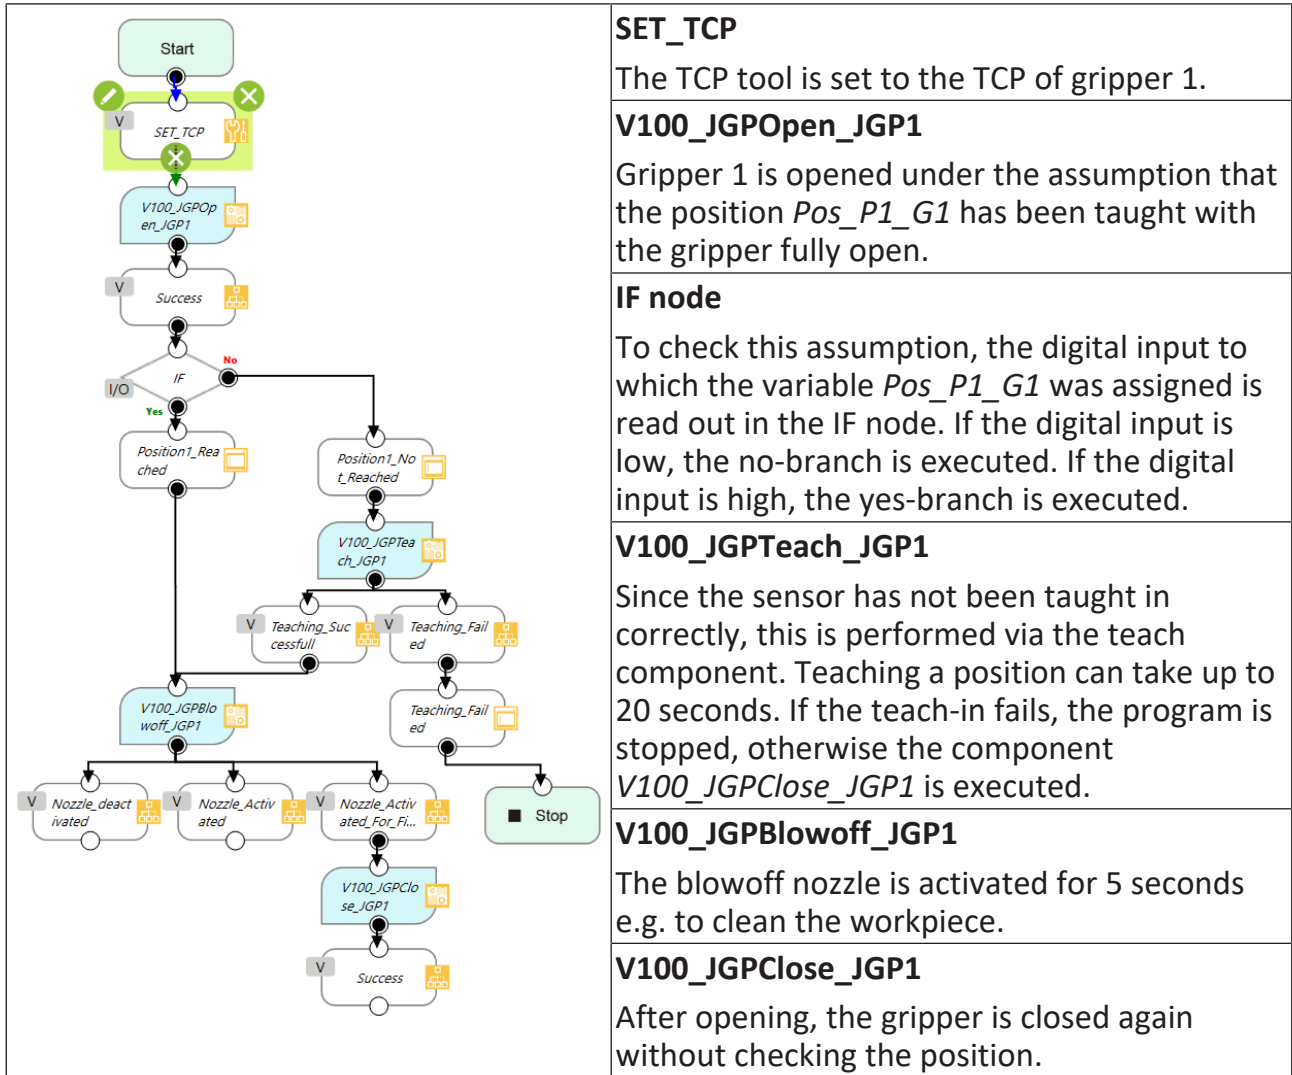 Start
V
SET_TCP
V100_JGPOp
en_JGP1
V
Success
IF
No
I/O
Yes
Position1_Rea
ched
Position1_No
t_Reached
V100_JGPTea
ch_JGP1
V
Teaching_Suc
cessfull
V
Teaching_Fail
ed
V100_JGPBlo
woff_JGP1
Teaching_Fail
ed
V
Nozzle_deact
ivated
V
Nozzle_Activ
ated
V
Nozzle_Activ
ated_For_Fi...
Stop
V100_JGPClo
se_JGP1
V
Success
SET_TCP
The TCP tool is set to the TCP of gripper 1.
V100_JGPOpen_JGP1
Gripper 1 is opened under the assumption that
the position Pos_P1_G1 has been taught with
the gripper fully open.
IF node
To check this assumption, the digital input to
which the variable Pos_P1_G1 was assigned is
read out in the IF node. If the digital input is
low, the no-branch is executed. If the digital
input is high, the yes-branch is executed.
V100_JGPTeach_JGP1
Since the sensor has not been taught in
correctly, this is performed via the teach
component. Teaching a position can take up to
20 seconds. If the teach-in fails, the program is
stopped, otherwise the component
V100_JGPClose_JGP1 is executed.
V100_JGPBlowoff_JGP1
The blowoff nozzle is activated for 5 seconds
e.g. to clean the workpiece.
V100_JGPClose_JGP1
After opening, the gripper is closed again
without checking the position.